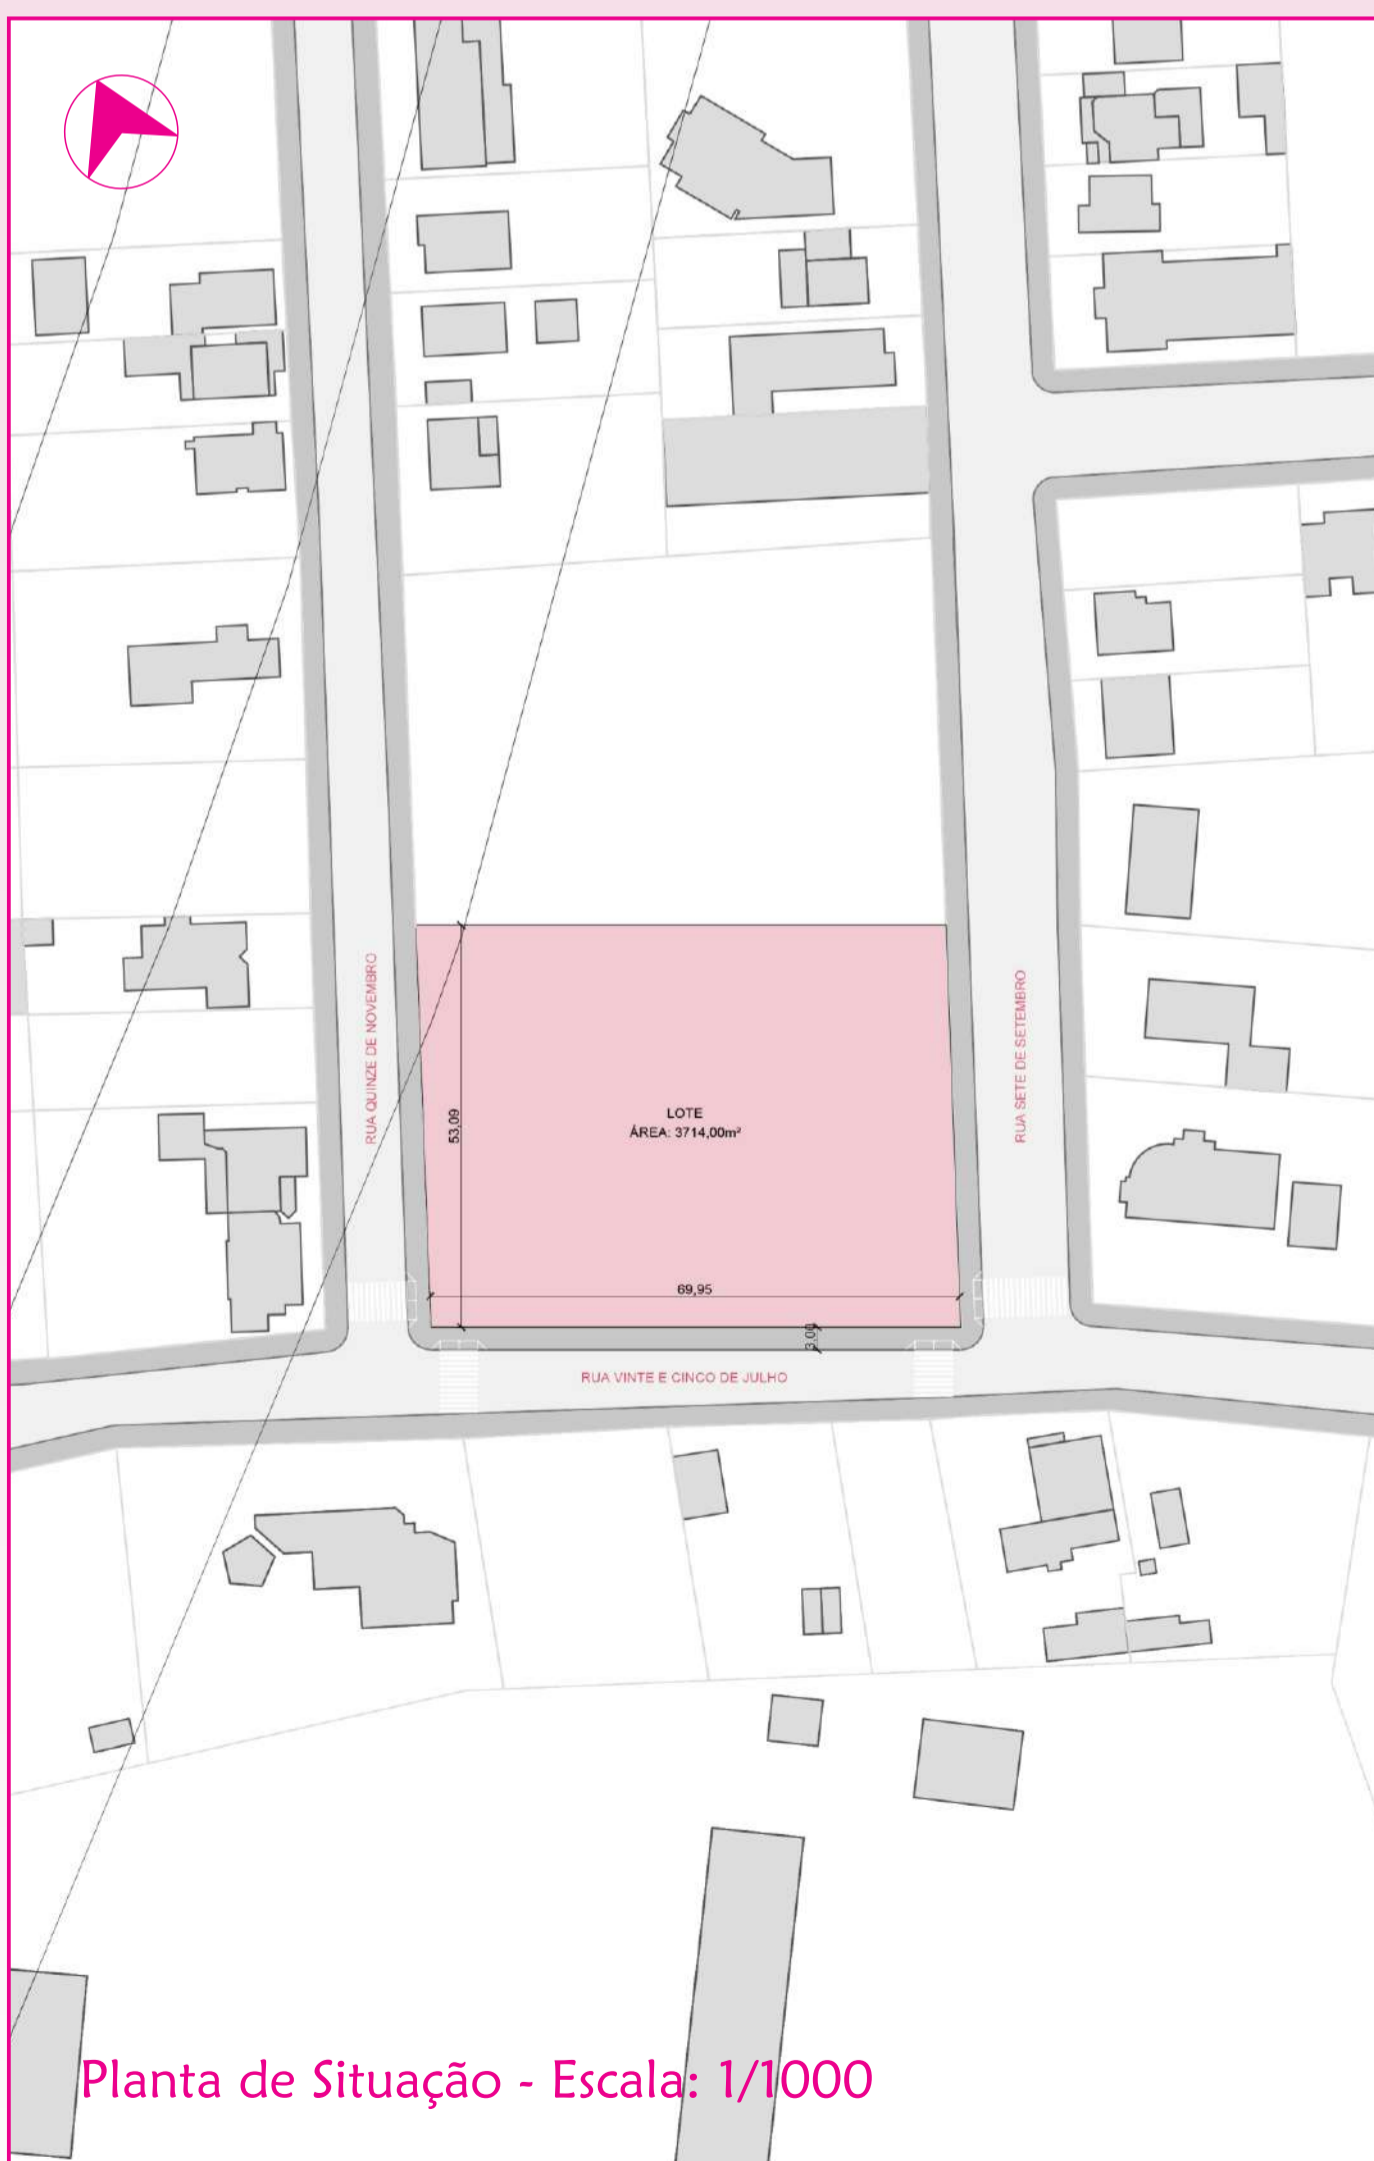 RUA QUINZE DE NOVEMBRO
RUA SETE DE SETEMBRO
53,09
LOTE
ÁREA: 3714,00m²
69,95
3,00
RUA VINTE E CINCO DE JULHO
Planta de Situação - Escala: 1/1000